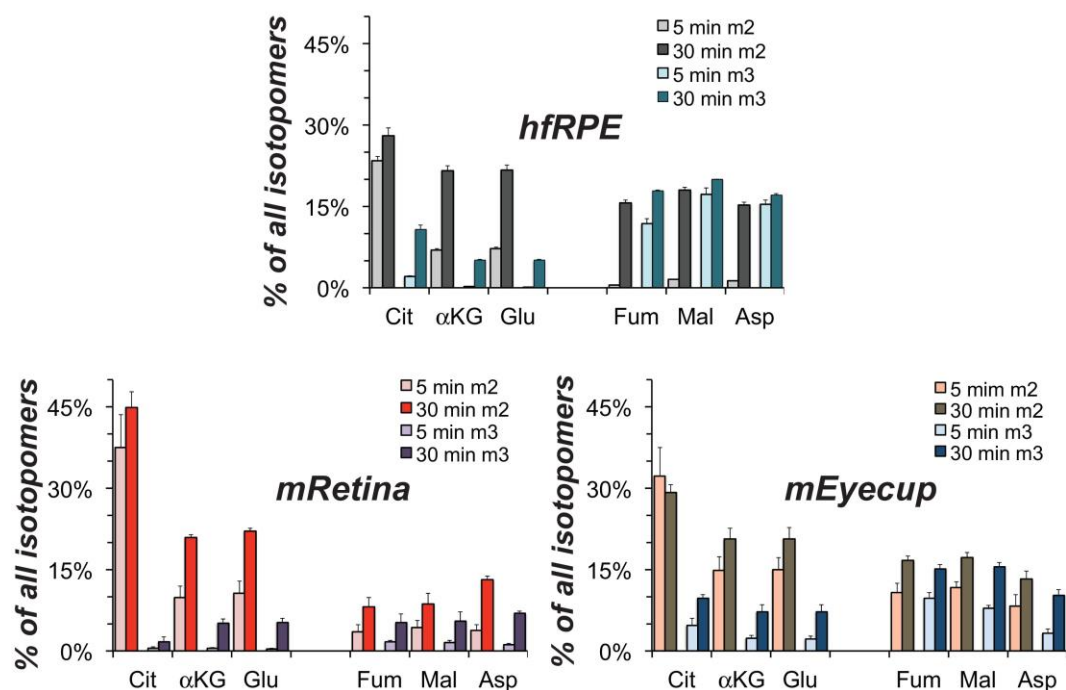 % of all isotopomers
45%
30%
15%
0%
5 min m2
30 min m2
5 min m3
30 min m3
hfRPE
Cit αKG Glu Fum Mal Asp
% of all isotopomers
45%
30%
15%
0%
5 min m2
30 min m2
5 min m3
30 min m3
mRetina
Cit αKG Glu Fum Mal Asp
% of all isotopomers
45%
30%
15%
0%
5 mim m2
30 min m2
5 min m3
30 min m3
mEyecup
Cit αKG Glu Fum Mal Asp